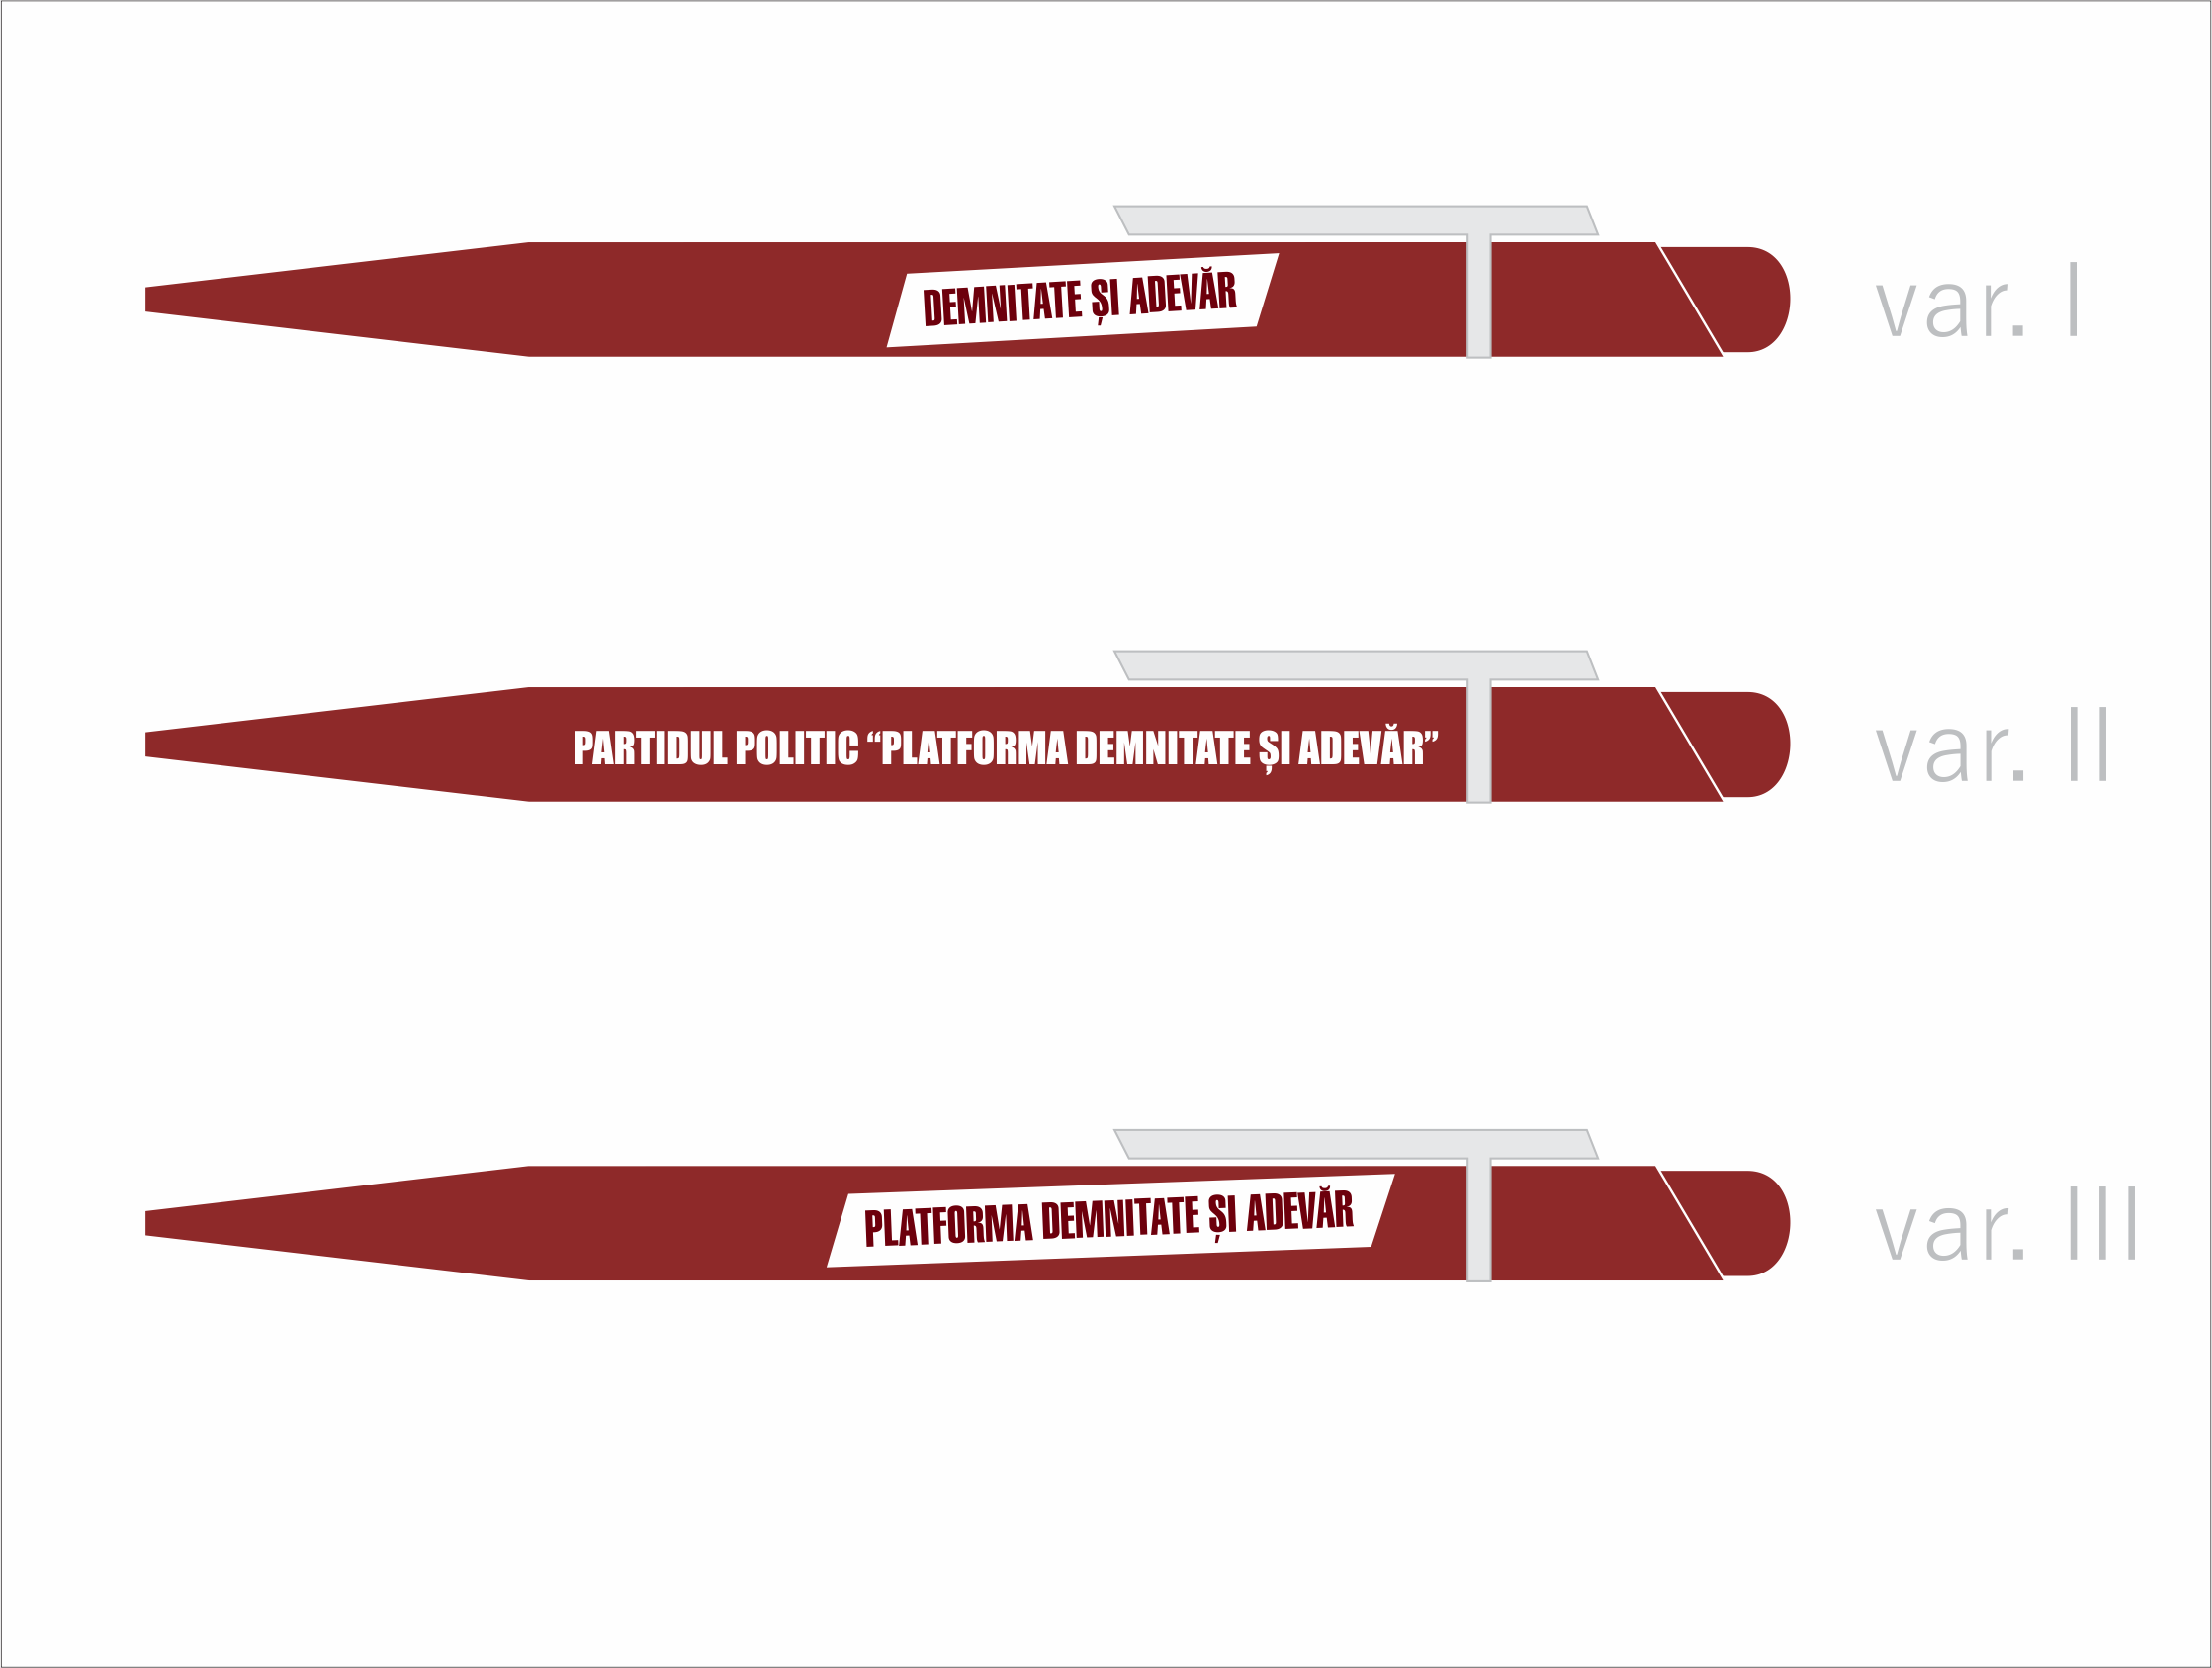 DEMNITATE ȘI ADEVĂR
var. I
PARTIDUL POLITIC “PLATFORMA DEMNITATE ȘI ADEVĂR”
var. II
PLATFORMA DEMNITATE ȘI ADEVĂR
var. III